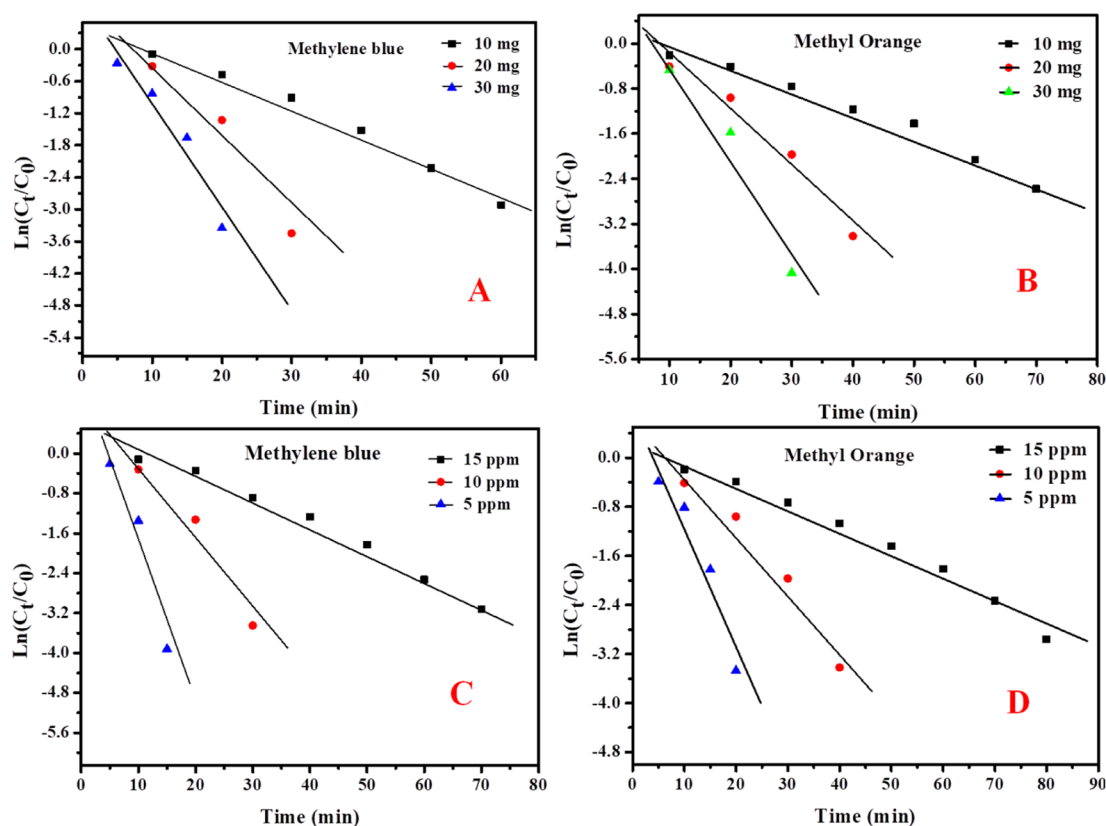 Methylene blue
10 mg
20 mg
30 mg
0.0
-0.6
-1.2
-1.8
-2.4
-3.0
-3.6
-4.2
-4.8
-5.4
Ln(Ct/C0)
A
0 10 20 30 40 50 60
Time (min)
Methyl Orange
10 mg
20 mg
30 mg
0.0
-0.8
-1.6
-2.4
-3.2
-4.0
-4.8
-5.6
Ln(Ct/C0)
B
10 20 30 40 50 60 70 80
Time (min)
Methylene blue
15 ppm
10 ppm
5 ppm
0.0
-0.8
-1.6
-2.4
-3.2
-4.0
-4.8
-5.6
Ln(Ct/C0)
C
0 10 20 30 40 50 60 70 80
Time (min)
Methyl Orange
15 ppm
10 ppm
5 ppm
0.0
-0.8
-1.6
-2.4
-3.2
-4.0
-4.8
Ln(Ct/C0)
D
0 10 20 30 40 50 60 70 80 90
Time (min)